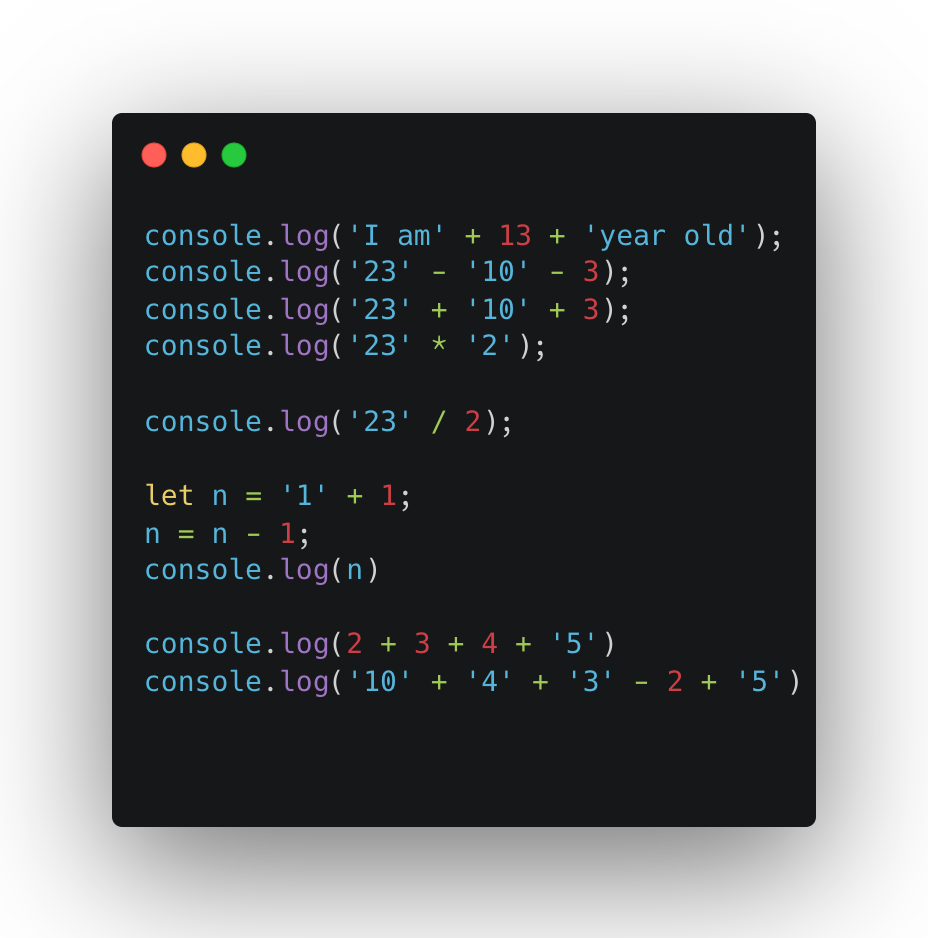 console.log('I am' + 13 + 'year old');
console.log('23' - '10' - 3);
console.log('23' + '10' + 3);
console.log('23' * '2');
console.log('23' / 2);
let n = '1' + 1;
n = n - 1;
console.log(n)
console.log(2 + 3 + 4 + '5')
console.log('10' + '4' + '3' - 2 + '5')